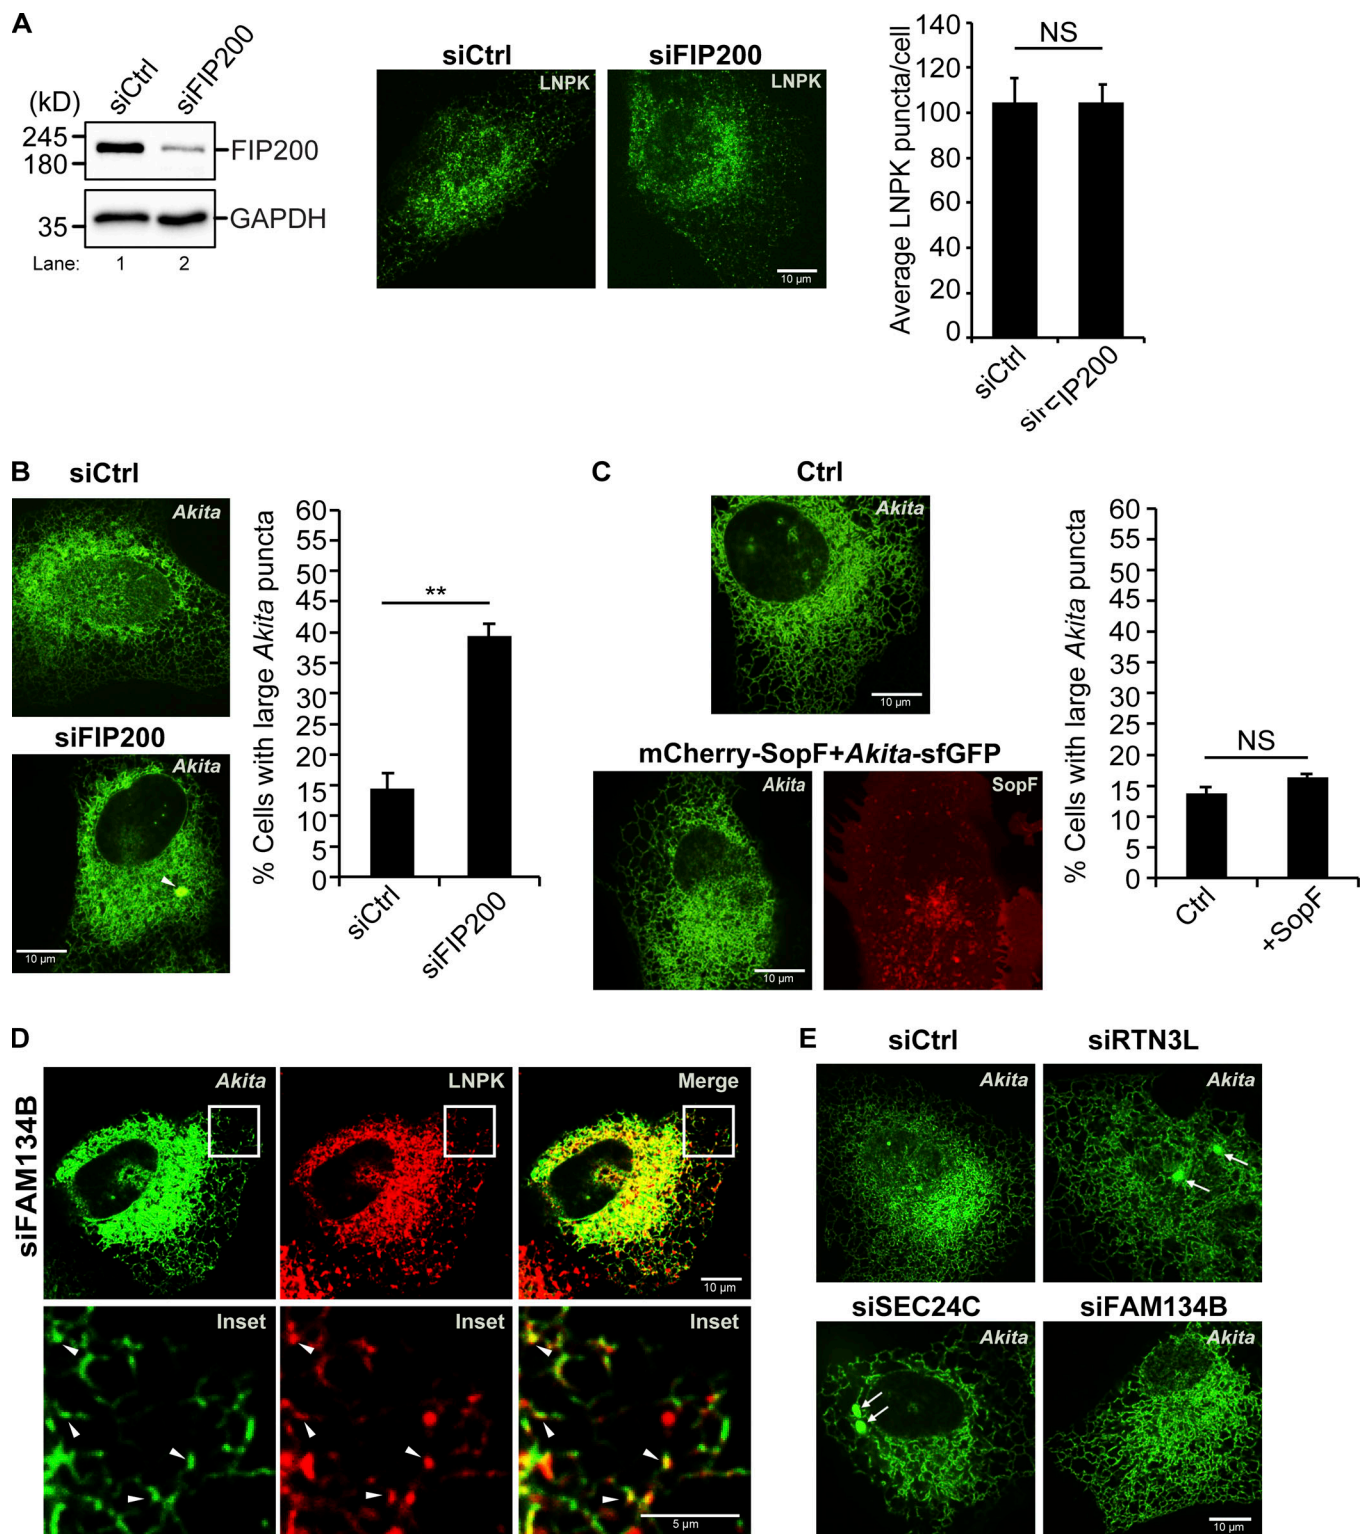 A
siCtrl
siFIP200
(kD)
245
180
FIP200
35
GAPDH
Lane:
1
2
siCtrl
LNPK
siFIP200
LNPK
10 µm
Average LNPK puncta/cell
140
120
100
80
60
40
20
0
NS
siCtrl
B
siCtrl
Akita
siFIP200
Akita
10 µm
% Cells with large Akita puncta
60
55
50
45
40
35
30
25
20
15
10
5
0
**
siCtrl
siFIP200
C
Ctrl
Akita
10 µm
mCherry-SopF+Akita-sfGFP
Akita
10 µm
SopF
% Cells with large Akita puncta
60
55
50
45
40
35
30
25
20
15
10
5
0
NS
Ctrl
+SopF
D
siFAM134B
Akita
LNPK
Merge
10 µm
Inset
Inset
Inset
5 µm
E
siCtrl
Akita
siRTN3L
Akita
siSEC24C
Akita
siFAM134B
Akita
10 µm